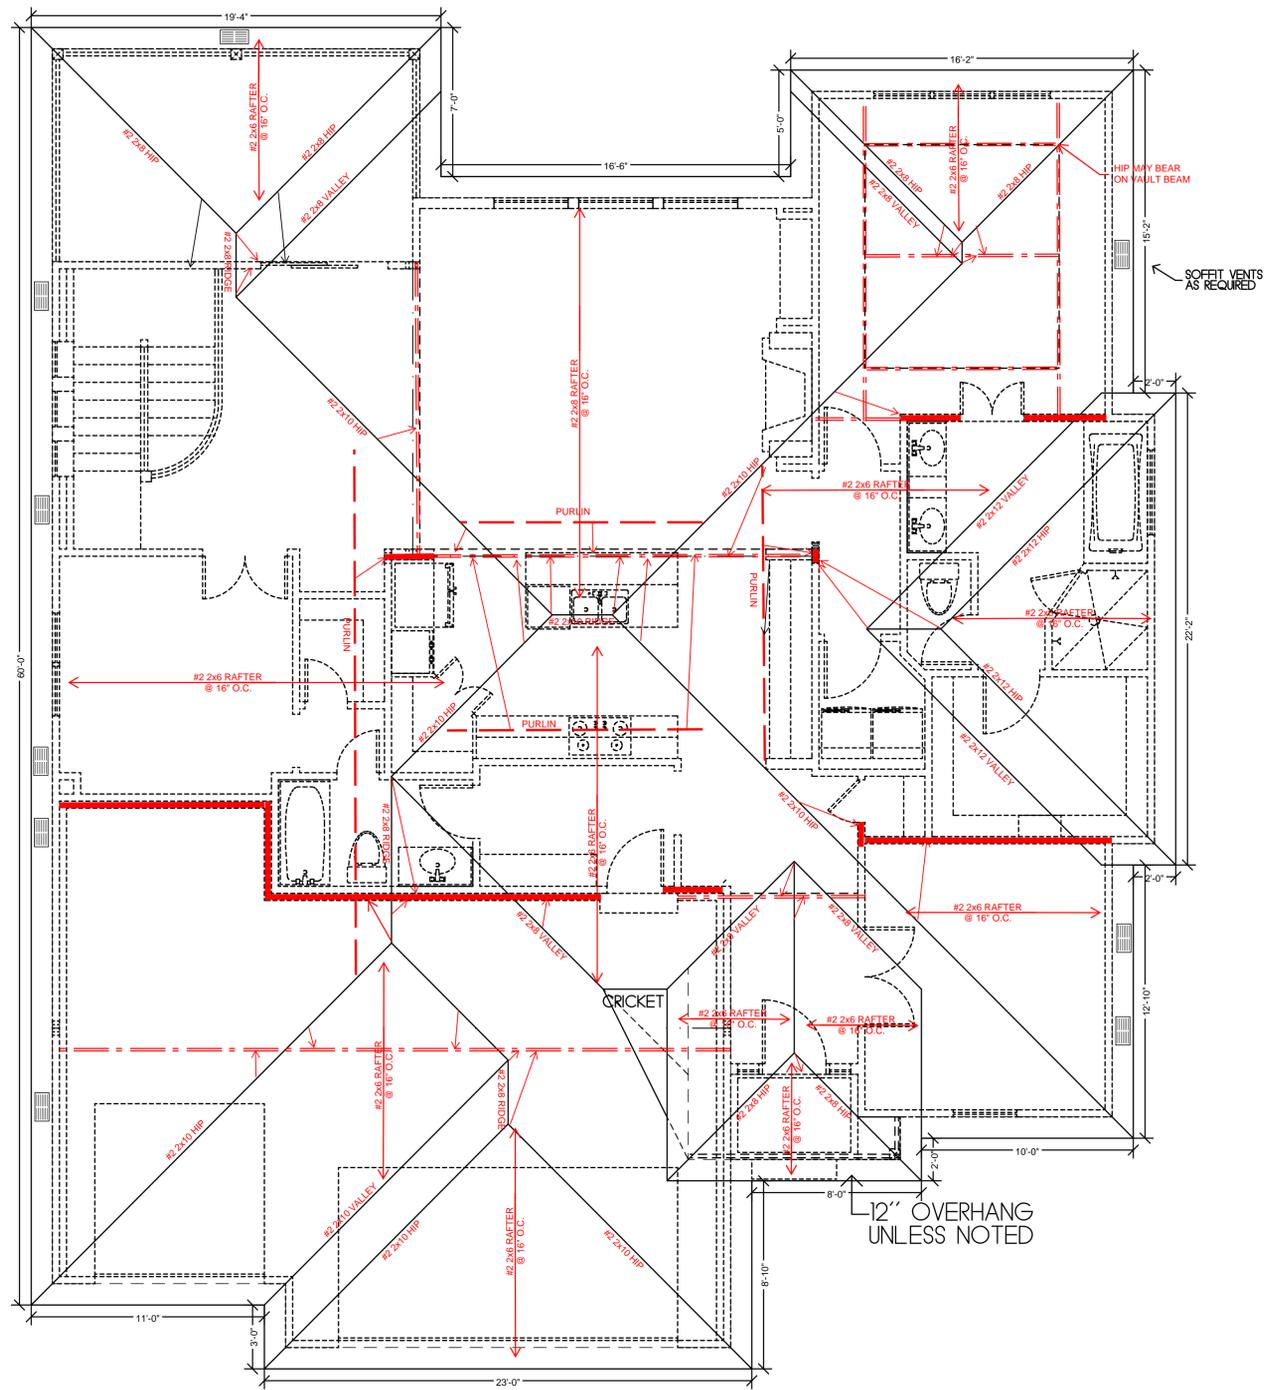 19'-4"
16'-2"
7'-0"
5'-0"
16'-6"
#2 2x6 RAFTER
@ 16" O.C.
#2 2x8 HIP
#2 2x8 HIP
#2 2x8 VALLEY
#2 2x8 RIDGE
#2 2x6 RAFTER
@ 16" O.C.
#2 2x8 HIP
#2 2x8 HIP
#2 2x8 VALLEY
HIP MAY BEAR
ON VAULT BEAM
15'-2"
SOFFIT VENTS
AS REQUIRED
2'-0"
#2 2x8 RAFTER
@ 16" O.C.
#2 2x10 HIP
#2 2x10 HIP
#2 2x6 RAFTER
@ 16" O.C.
#2 2x12 VALLEY
#2 2x12 HIP
PURLIN
PURLIN
PURLIN
#2 2x10 RIDGE
#2 2x6 RAFTER
@ 16" O.C.
22'-2"
60'-0"
#2 2x6 RAFTER
@ 16" O.C.
#2 2x12 HIP
#2 2x10 HIP
PURLIN
#2 2x12 VALLEY
#2 2x8 RIDGE
#2 2x6 RAFTER
@ 16" O.C.
#2 2x10 HIP
2'-0"
#2 2x8 VALLEY
#2 2x8 VALLEY
#2 2x8 VALLEY
#2 2x6 RAFTER
@ 16" O.C.
CRICKET
#2 2x6 RAFTER
@ 16" O.C.
#2 2x6 RAFTER
@ 16" O.C.
12'-10"
#2 2x6 RAFTER
@ 16" O.C.
#2 2x8 RIDGE
#2 2x8 HIP
#2 2x6 RAFTER
@ 16" O.C.
#2 2x8 HIP
#2 2x10 HIP
10'-0"
2'-0"
8'-0"
12" OVERHANG
UNLESS NOTED
#2 2x10 VALLEY
#2 2x10 HIP
#2 2x6 RAFTER
@ 16" O.C.
#2 2x10 HIP
8'-10"
11'-0"
3'-0"
23'-0"